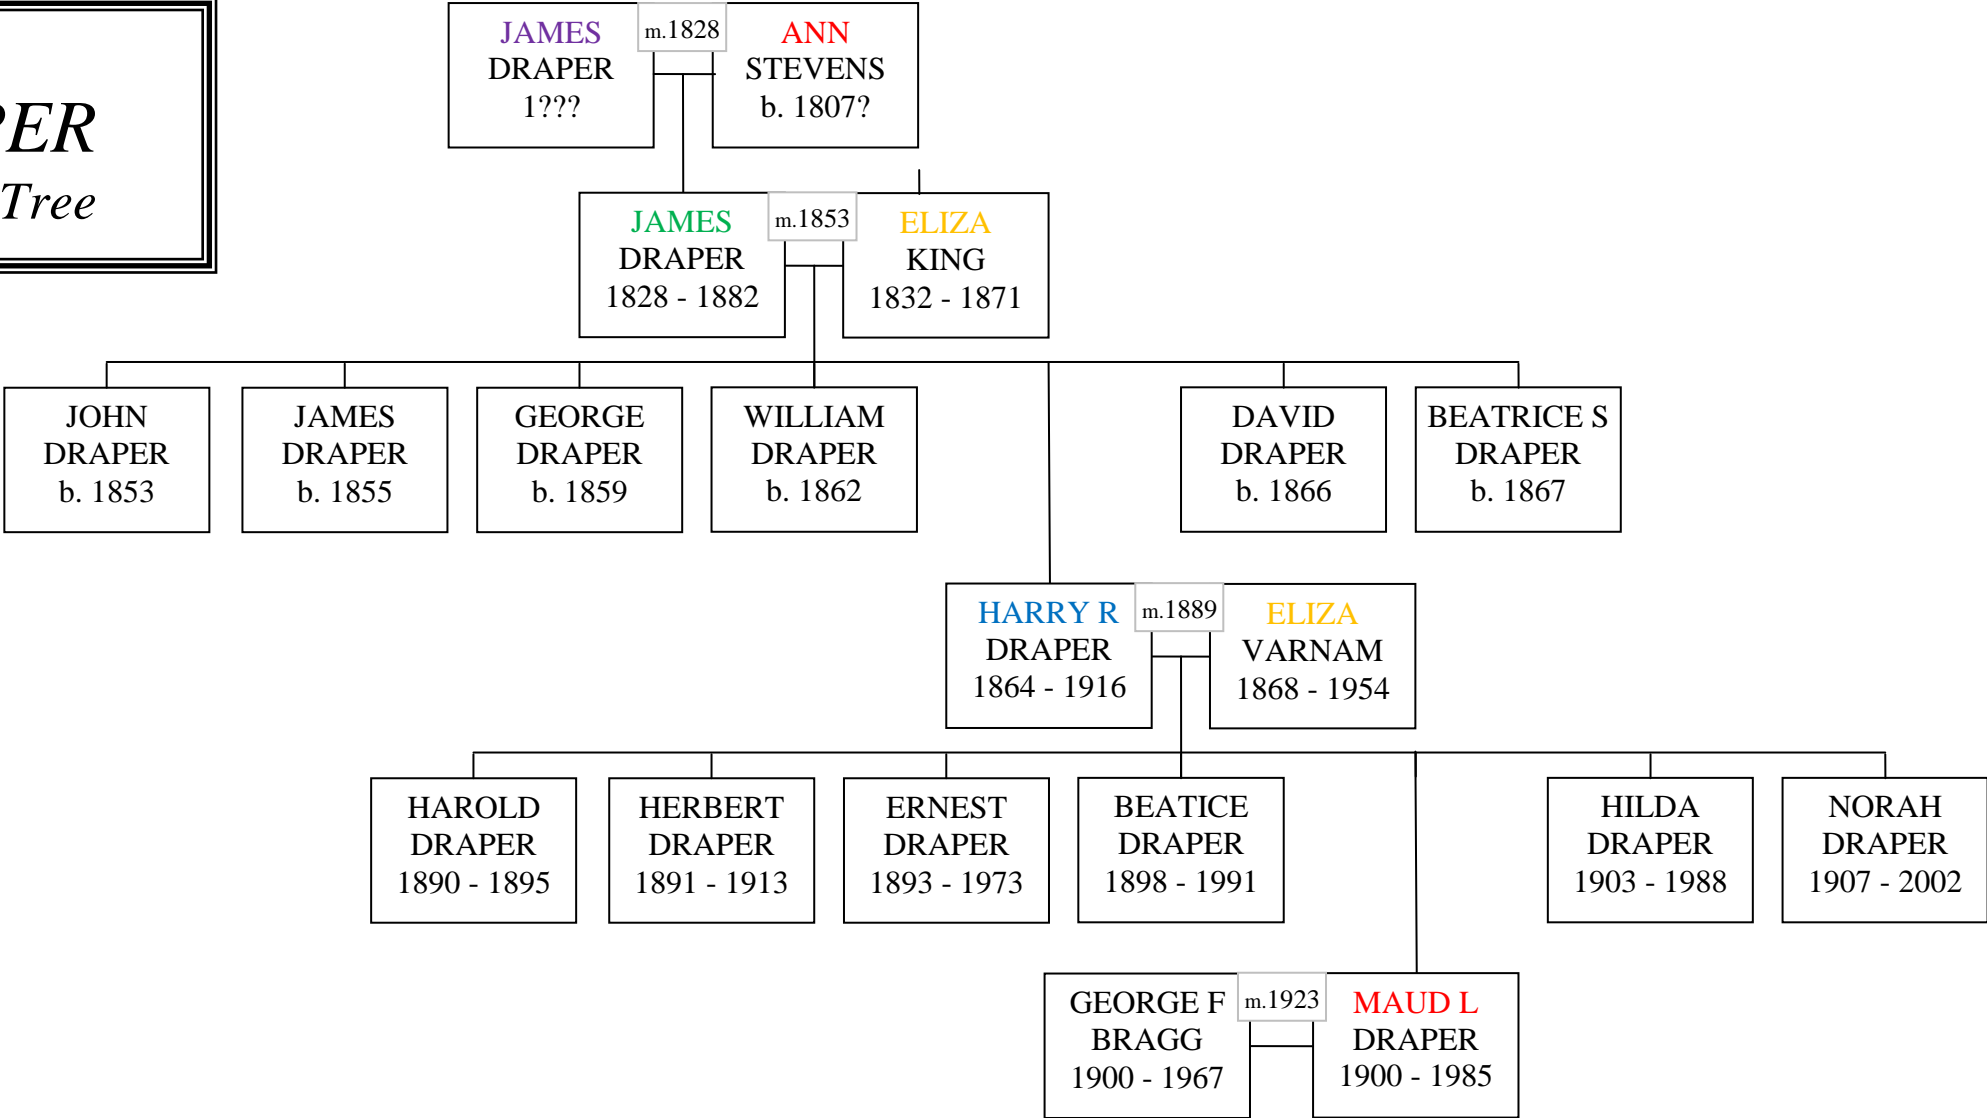 PER
Tree
JAMES
DRAPER
1???
m.1828
ANN
STEVENS
b. 1807?
JAMES
DRAPER
1828 - 1882
m.1853
ELIZA
KING
1832 - 1871
JOHN
DRAPER
b. 1853
JAMES
DRAPER
b. 1855
GEORGE
DRAPER
b. 1859
WILLIAM
DRAPER
b. 1862
DAVID
DRAPER
b. 1866
BEATRICE S
DRAPER
b. 1867
HARRY R
DRAPER
1864 - 1916
m.1889
ELIZA
VARNAM
1868 - 1954
HAROLD
DRAPER
1890 - 1895
HERBERT
DRAPER
1891 - 1913
ERNEST
DRAPER
1893 - 1973
BEATICE
DRAPER
1898 - 1991
HILDA
DRAPER
1903 - 1988
NORAH
DRAPER
1907 - 2002
GEORGE F
BRAGG
1900 - 1967
m.1923
MAUD L
DRAPER
1900 - 1985